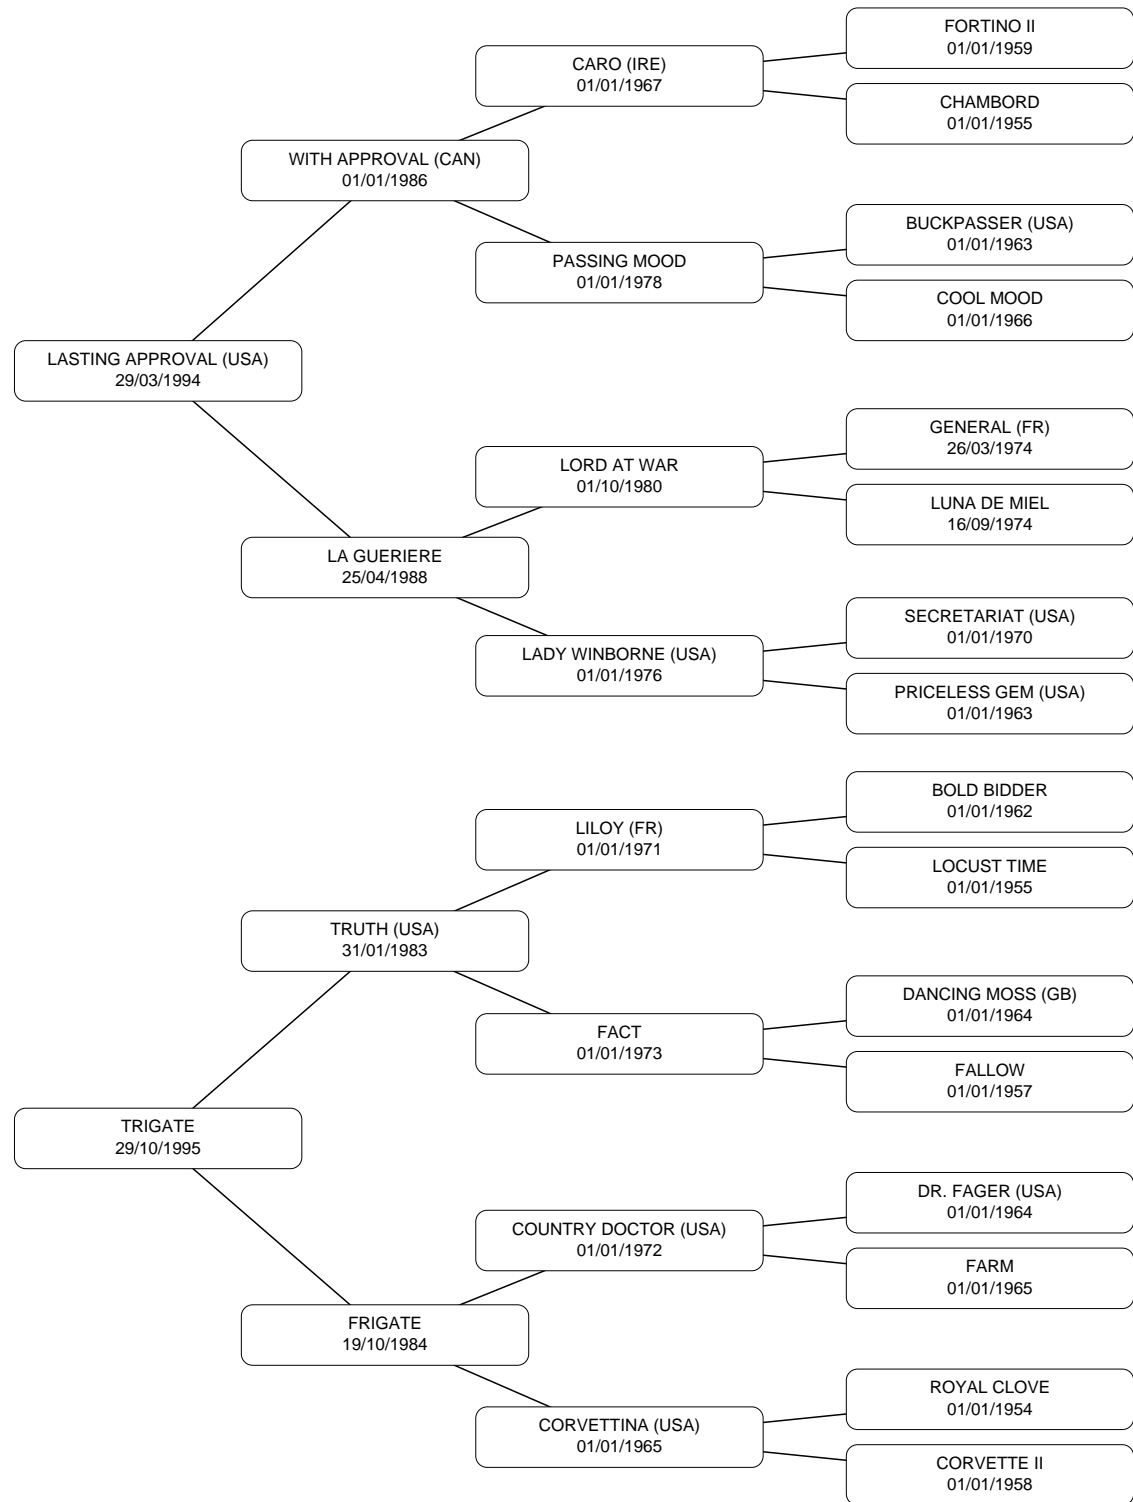 FORTINO II
01/01/1959
CARO (IRE)
01/01/1967
CHAMBORD
01/01/1955
WITH APPROVAL (CAN)
01/01/1986
BUCKPASSER (USA)
01/01/1963
PASSING MOOD
01/01/1978
COOL MOOD
01/01/1966
LASTING APPROVAL (USA)
29/03/1994
GENERAL (FR)
26/03/1974
LORD AT WAR
01/10/1980
LUNA DE MIEL
16/09/1974
LA GUERIERE
25/04/1988
SECRETARIAT (USA)
01/01/1970
LADY WINBORNE (USA)
01/01/1976
PRICELESS GEM (USA)
01/01/1963
BOLD BIDDER
01/01/1962
LILOY (FR)
01/01/1971
LOCUST TIME
01/01/1955
TRUTH (USA)
31/01/1983
DANCING MOSS (GB)
01/01/1964
FACT
01/01/1973
FALLOW
01/01/1957
TRIGATE
29/10/1995
DR. FAGER (USA)
01/01/1964
COUNTRY DOCTOR (USA)
01/01/1972
FARM
01/01/1965
FRIGATE
19/10/1984
ROYAL CLOVE
01/01/1954
CORVETTINA (USA)
01/01/1965
CORVETTE II
01/01/1958